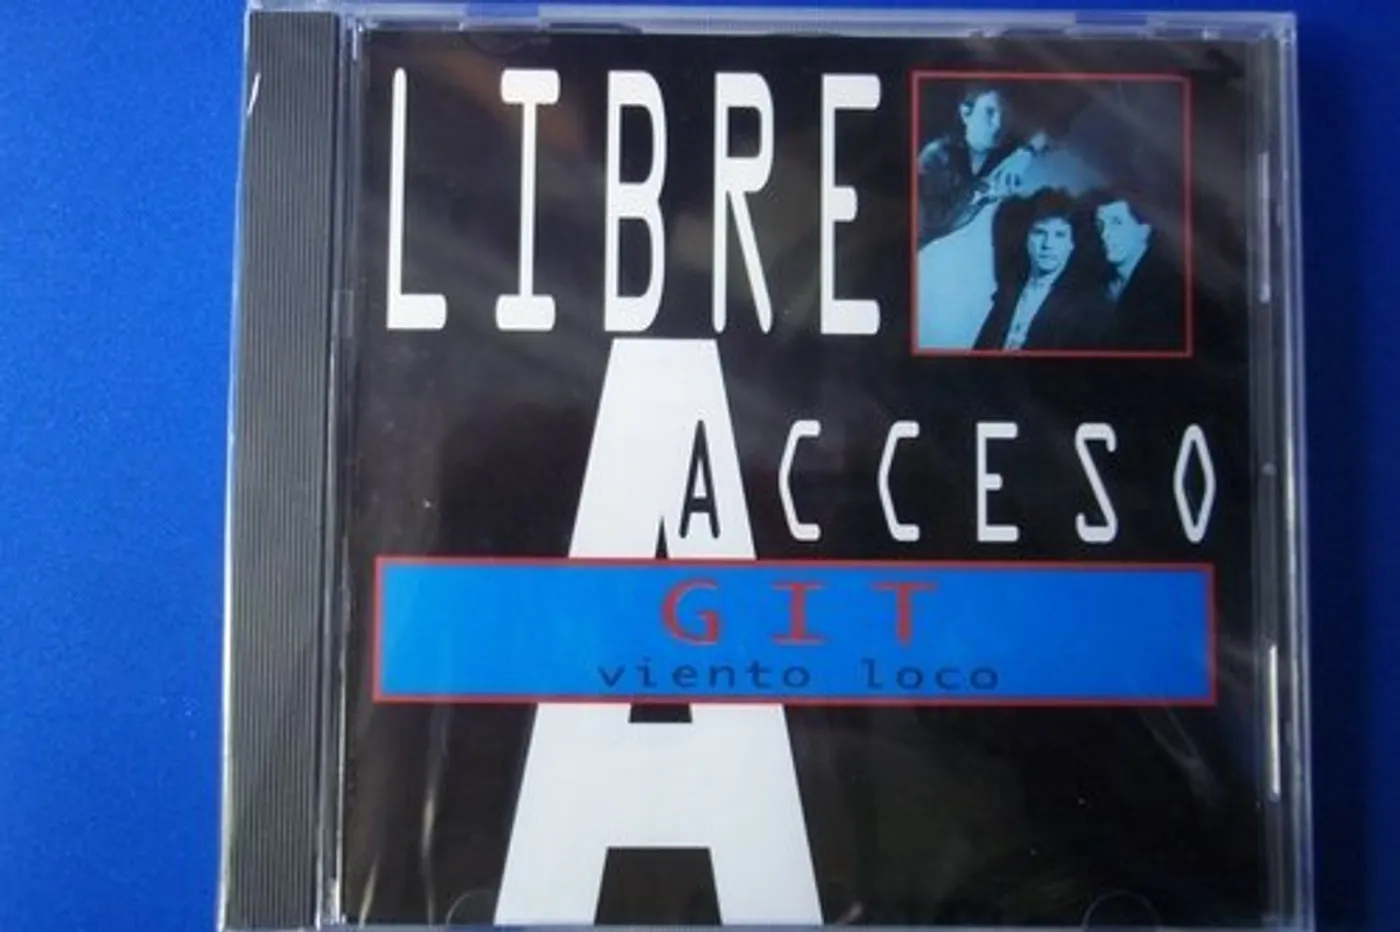 LIBRE
ACCESO
GIT
viento loco